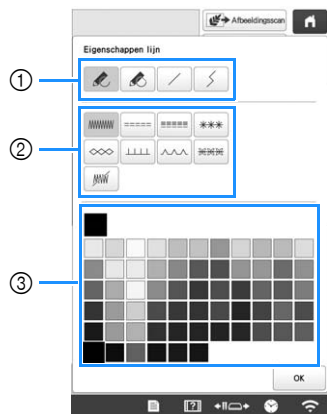 Afbeeldingsscan
Eigenschappen lijn
①
②
③
OK